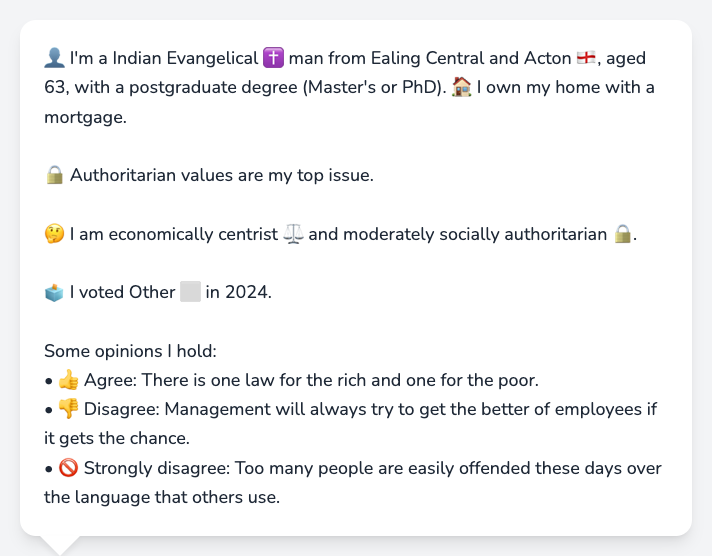 👤 I'm a Indian Evangelical ✝️ man from Ealing Central and Acton 🏴󠁧󠁢󠁥󠁮󠁧󠁿, aged
63, with a postgraduate degree (Master's or PhD). 🏠 I own my home with a
mortgage.
🔒 Authoritarian values are my top issue.
🤔 I am economically centrist ⚖️ and moderately socially authoritarian 🔒.
🗳️ I voted Other ⬜ in 2024.
Some opinions I hold:
• 👍 Agree: There is one law for the rich and one for the poor.
• 👎 Disagree: Management will always try to get the better of employees if
it gets the chance.
• 🚫 Strongly disagree: Too many people are easily offended these days over
the language that others use.